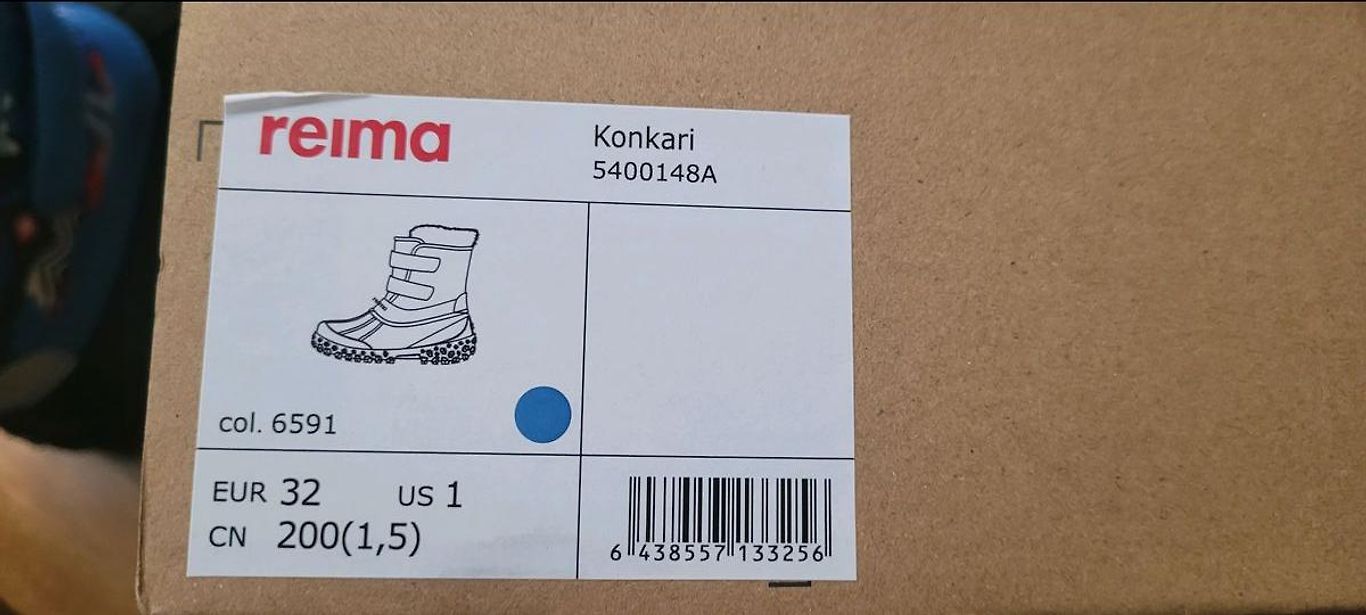 reima
Konkari
5400148A
col. 6591
EUR 32 US 1
CN 200(1,5)
6 438557 133256